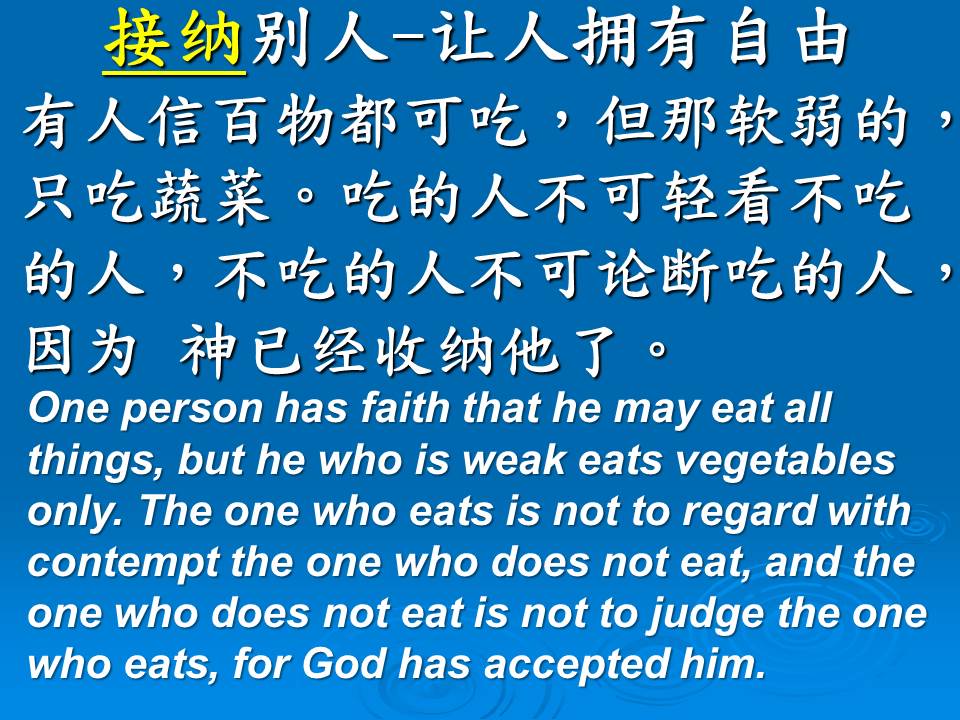 接纳别人-让人拥有自由
有人信百物都可吃，但那软弱的，
只吃蔬菜。吃的人不可轻看不吃
的人，不吃的人不可论断吃的人，
因为 神已经收纳他了。
One person has faith that he may eat all
things, but he who is weak eats vegetables
only. The one who eats is not to regard with
contempt the one who does not eat, and the
one who does not eat is not to judge the one
who eats, for God has accepted him.